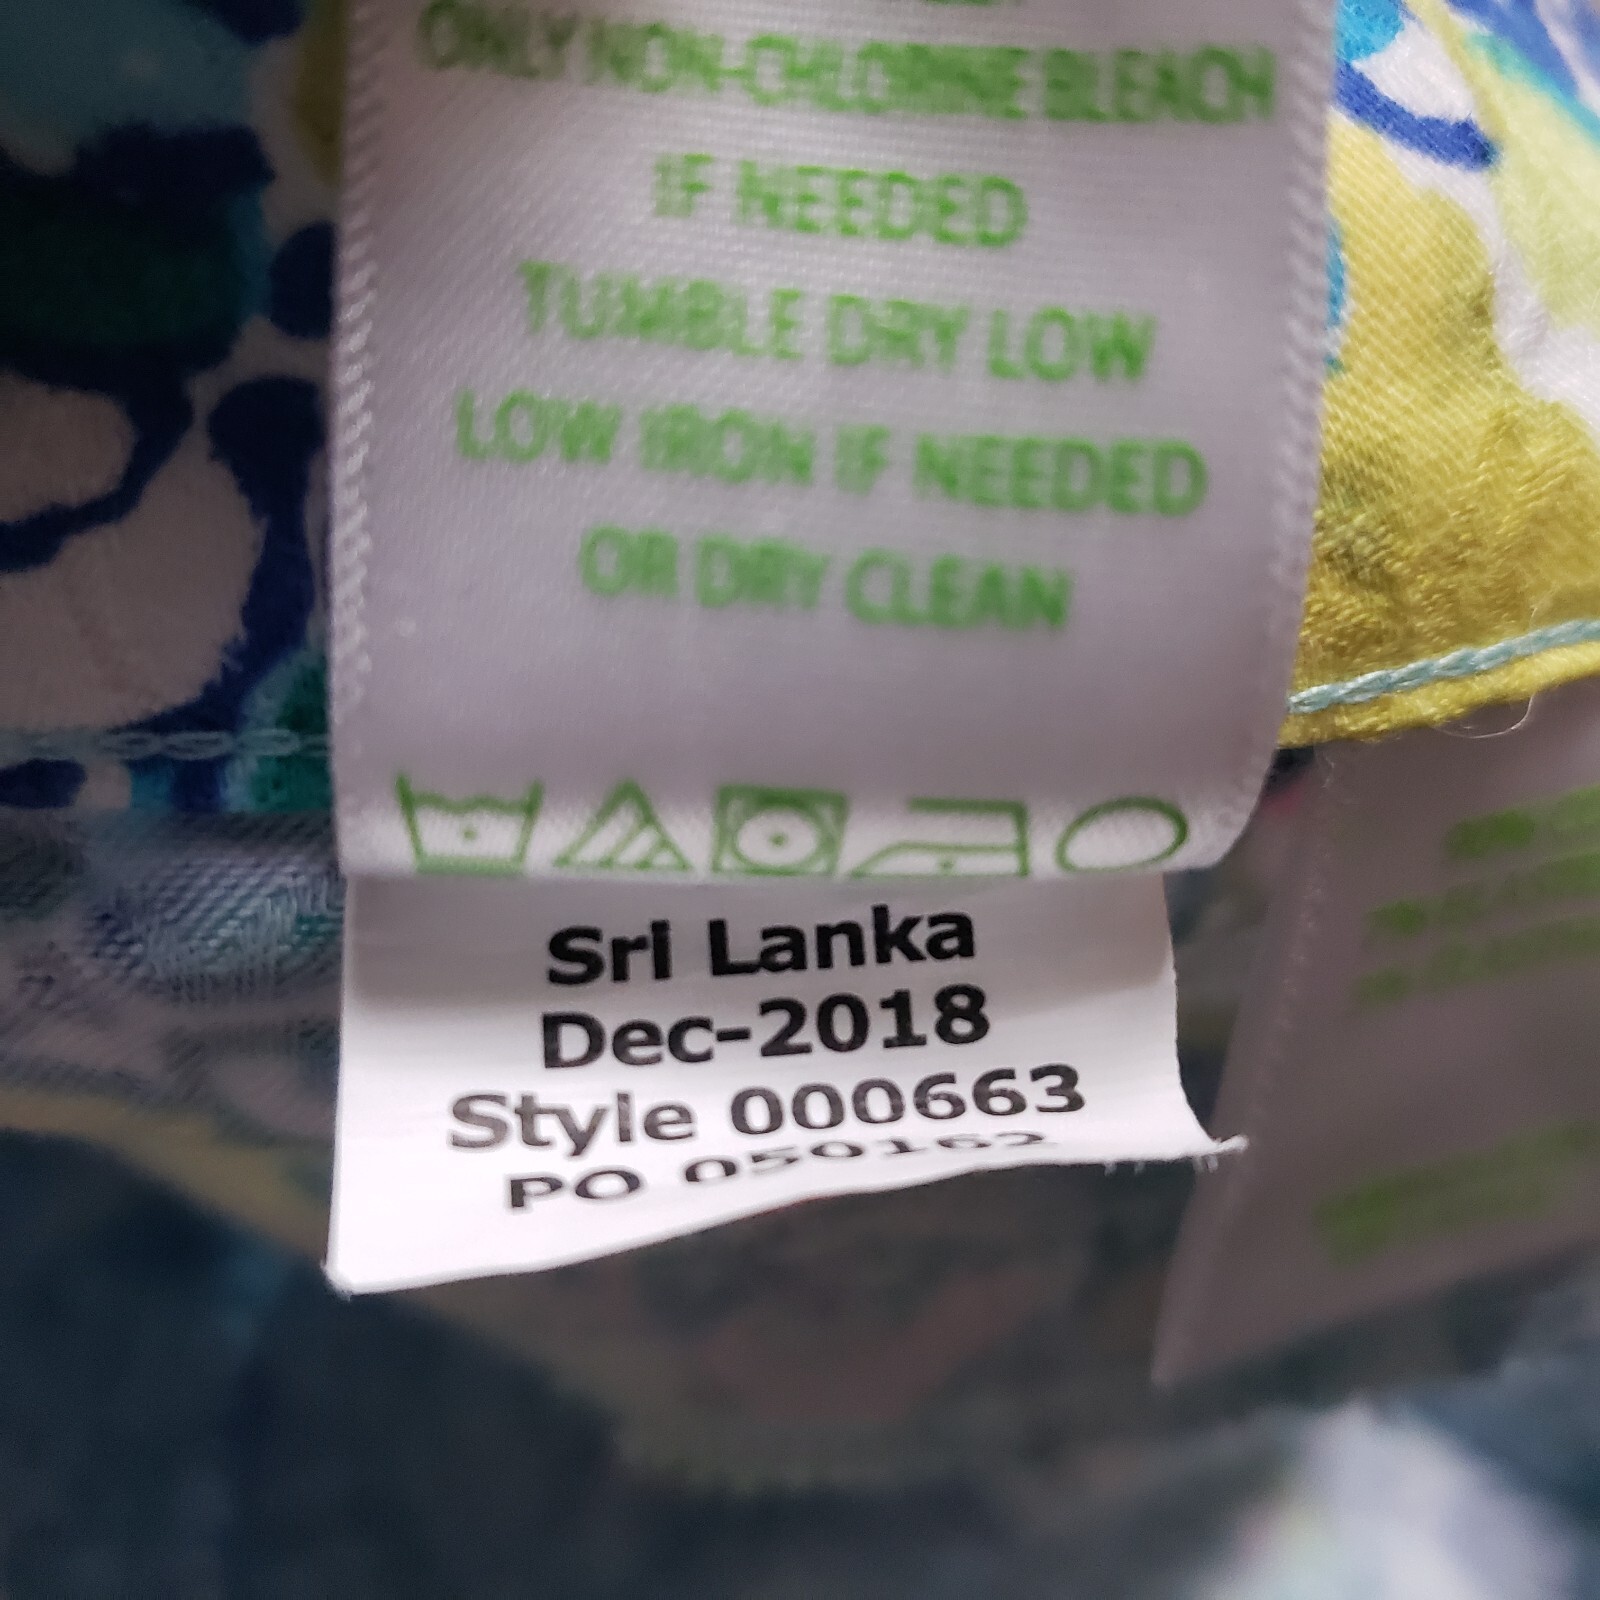 ONLY NON-CHLORINE BLEACH
IF NEEDED
TUMBLE DRY LOW
LOW IRON IF NEEDED
OR DRY CLEAN
Sri Lanka
Dec-2018
Style 000663
PO 050162